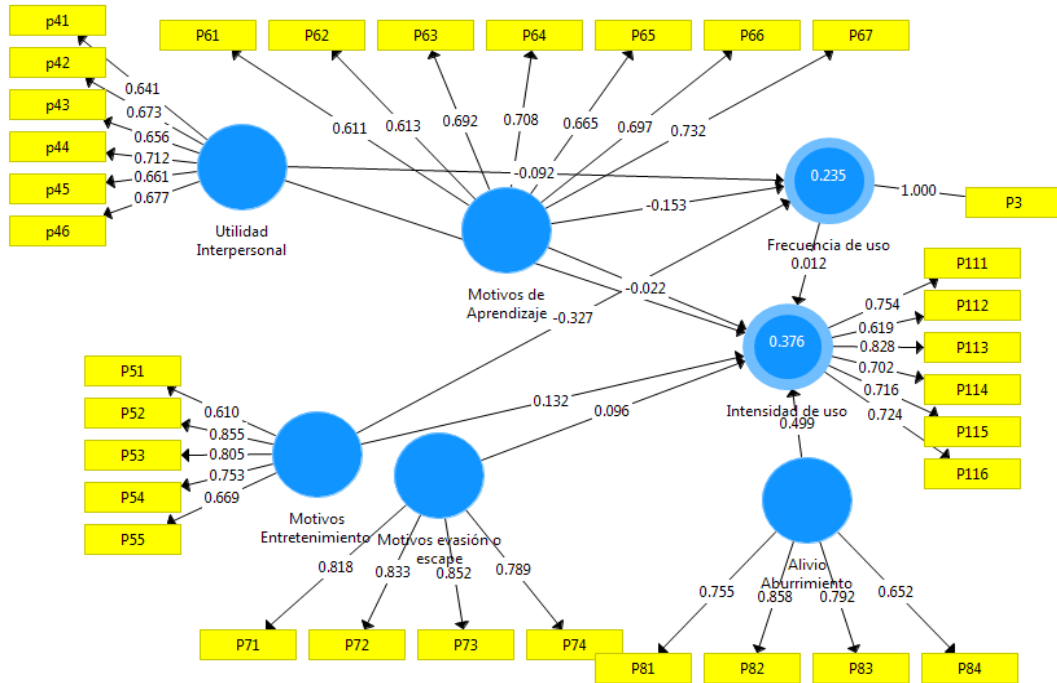 p41
p42
p43
p44
p45
p46
P61
P62
P63
P64
P65
P66
P67
0.641
0.673
0.656
0.712
0.661
0.677
0.611
0.613
0.692
0.708
0.665
0.697
0.732
Utilidad
Interpersonal
Motivos de
Aprendizaje
-0.092
-0.153
-0.022
-0.327
0.235
Frecuencia de uso
1.000
P3
0.012
0.376
Intensidad de uso
0.754
0.619
0.828
0.702
0.716
0.724
P111
P112
P113
P114
P115
P116
P51
P52
P53
P54
P55
0.610
0.855
0.805
0.753
0.669
Motivos
Entretenimiento
0.132
0.096
0.499
Motivos evasión o
escape
0.818
0.833
0.852
0.789
P71
P72
P73
P74
Alivio
Aburrimiento
0.755
0.858
0.792
0.652
P81
P82
P83
P84